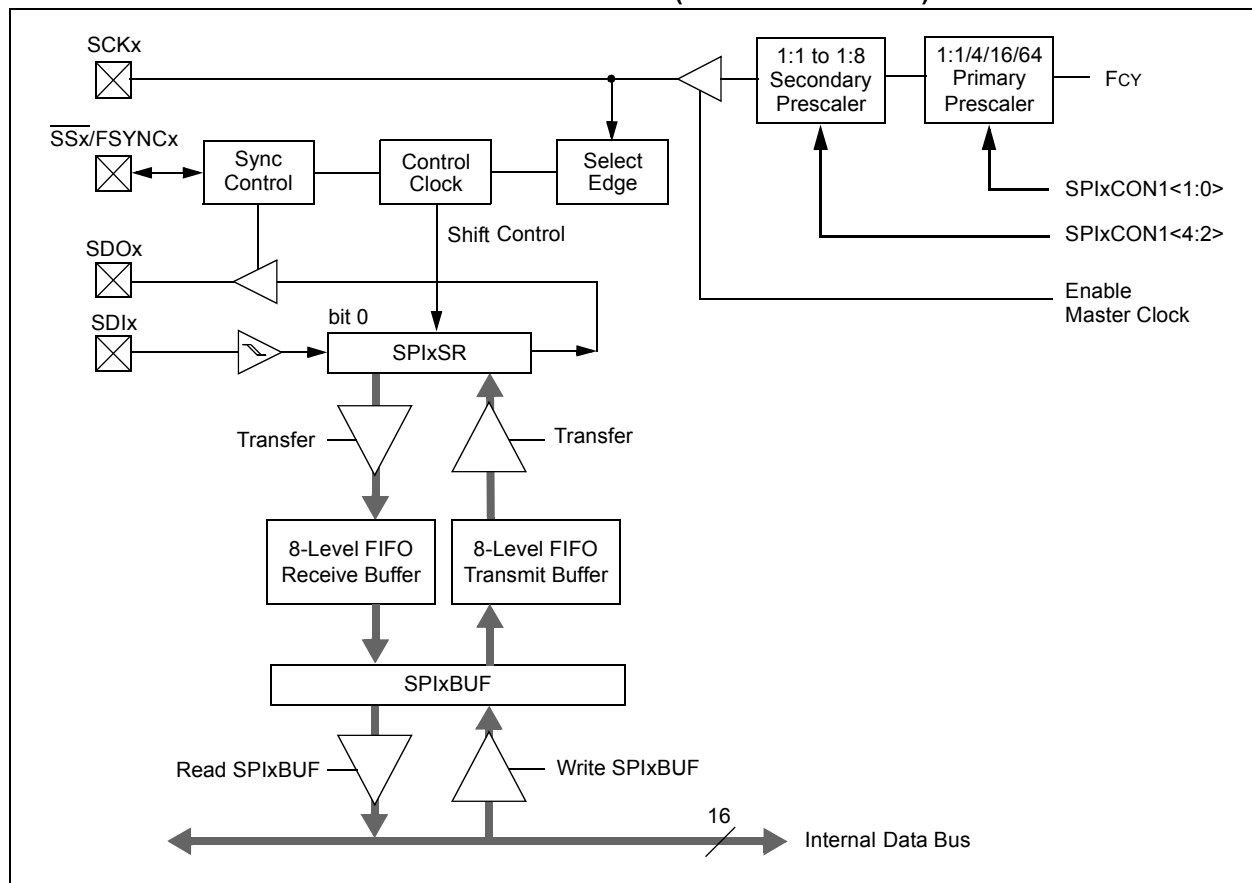 SCKx
1:1 to 1:8
Secondary
Prescaler
1:1/4/16/64
Primary
Prescaler
FCY
SSx/FSYNCx
Sync
Control
Control
Clock
Select
Edge
SPIxCON1<1:0>
Shift Control
SPIxCON1<4:2>
SDOx
Enable
Master Clock
bit 0
SDIx
SPIxSR
Transfer
Transfer
8-Level FIFO
Receive Buffer
8-Level FIFO
Transmit Buffer
SPIxBUF
Read SPIxBUF
Write SPIxBUF
16
Internal Data Bus